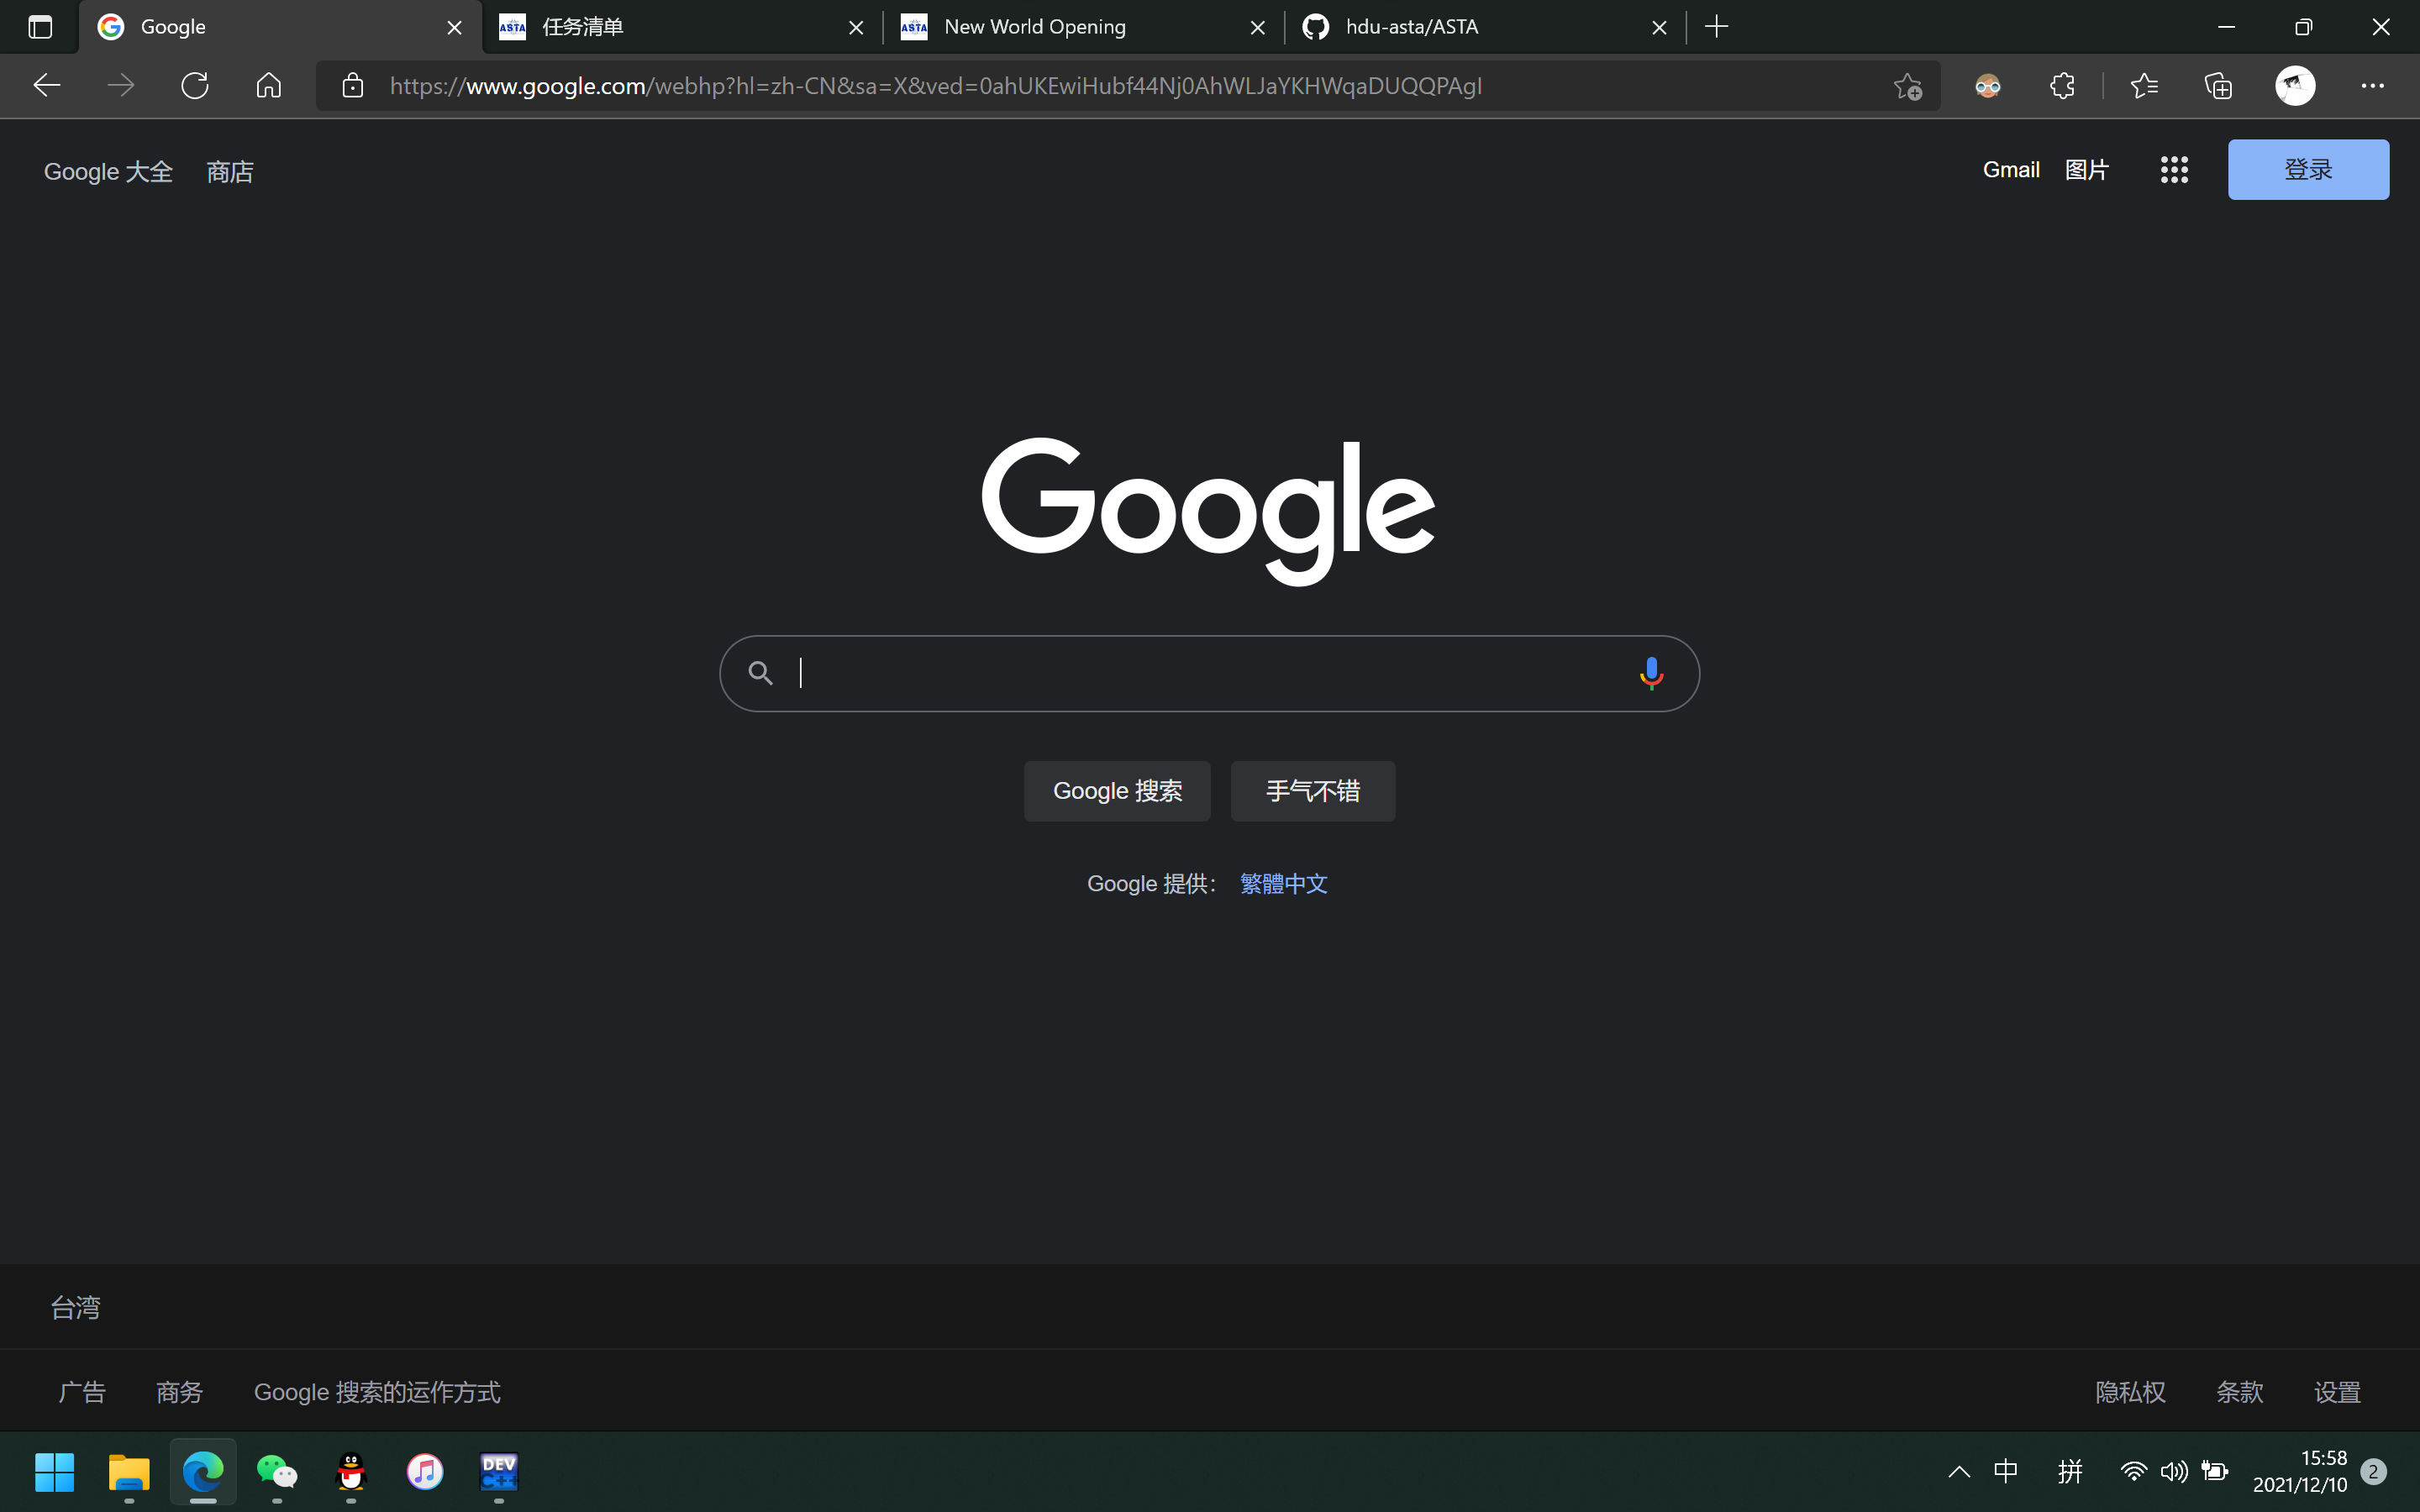 Google
任务清单
New World Opening
hdu-asta/ASTA
https://www.google.com/webhp?hl=zh-CN&sa=X&ved=0ahUKEwiHubf44Nj0AhWLJaYKHWqaDUQQPAgI
Google 大全 商店
Gmail 图片 登录
Google
Google 搜索 手气不错
Google 提供： 繁體中文
台湾
广告 商务 Google 搜索的运作方式
隐私权 条款 设置
DEV
C++
中 拼
15:58
2021/12/10
2